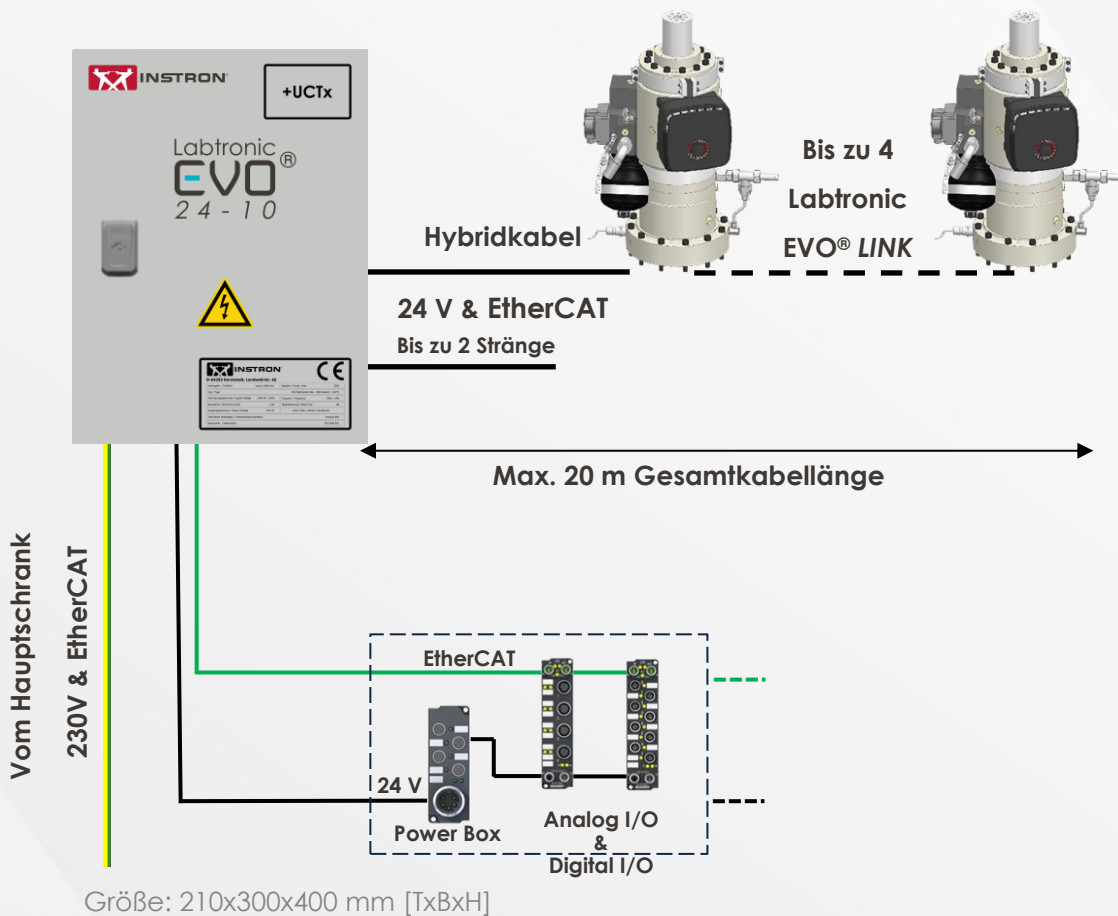 INSTRON
+UCTx
Labtronic
EVO®
24-10
Hybridkabel
Bis zu 4
Labtronic
EVO® LINK
24 V & EtherCAT
Bis zu 2 Stränge
INSTRON
CE
Max. 20 m Gesamtkabellänge
Vom Hauptschrank
230V & EtherCAT
EtherCAT
24 V
Power Box
Analog I/O
&
Digital I/O
Größe: 210x300x400 mm [TxBxH]